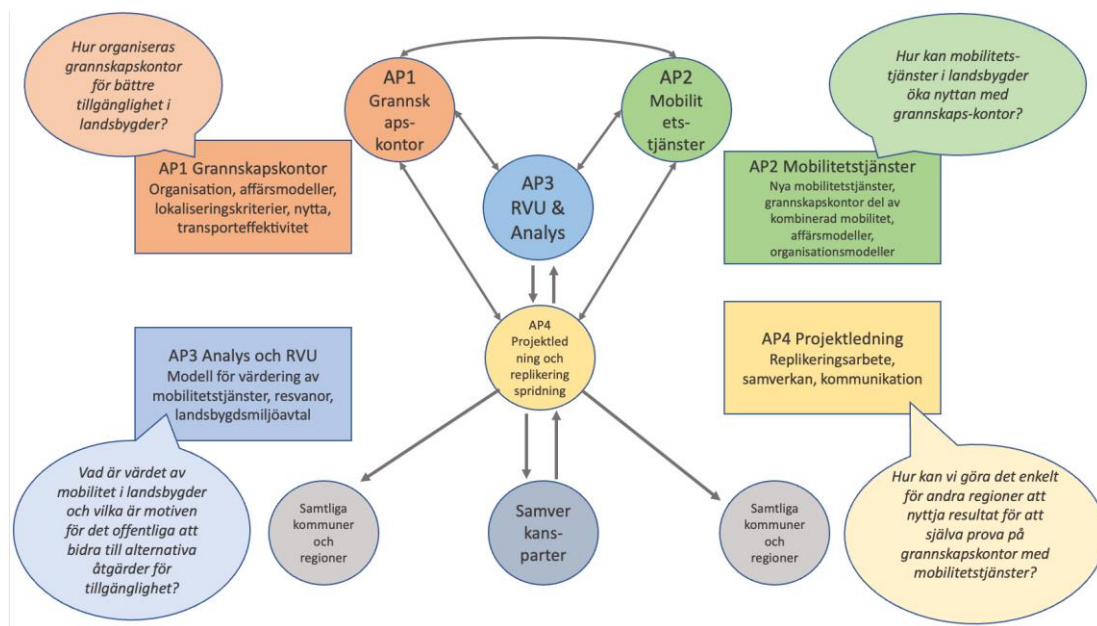 Hur organiseras
grannskapskontor
för bättre
tillgänglighet i
landsbygder?
AP1
Grannsk
aps-
kontor
AP2
Mobilit
ets-
tjänster
Hur kan mobilitets-
tjänster i landsbygder
öka nyttan med
grannskaps-kontor?
AP1 Grannskapskontor
Organisation, affärsmodeller,
lokaliseringskriterier, nytta,
transporteffektivitet
AP3
RVU &
Analys
AP2 Mobilitetstjänster
Nya mobilitetstjänster,
grannskapskontor del av
kombinerad mobilitet,
affärsmodeller,
organisationsmodeller
AP3 Analys och RVU
Modell för värdering av
mobilitetstjänster, resvanor,
landsbygdsmiljöavtal
AP4
Projektled
ning och
replikering
spridning
AP4 Projektledning
Replikeringsarbete,
samverkan, kommunikation
Vad är värdet av
mobilitet i landsbygder
och vilka är motiven
för det offentliga att
bidra till alternativa
åtgärder för
tillgänglighet?
Samtliga
kommuner
och
regioner
Samver
kans-
parter
Samtliga
kommuner
och
regioner
Hur kan vi göra det enkelt
för andra regioner att
nyttja resultat för att
själva prova på
grannskapskontor med
mobilitetstjänster?